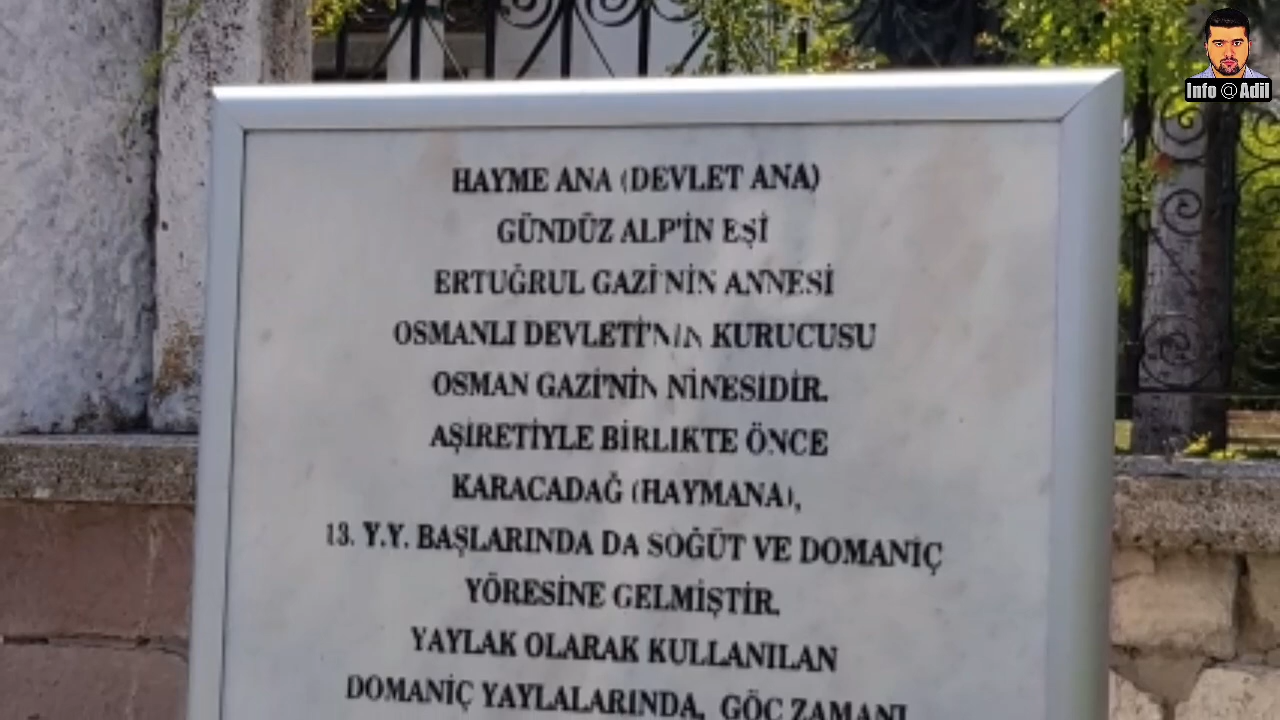 Info @ Adil
HAYME ANA (DEVLET ANA)
GÜNDÜZ ALP'İN EŞİ
ERTUĞRUL GAZİ'NİN ANNESİ
OSMANLI DEVLETİ'NİN KURUCUSU
OSMAN GAZİ'NİN NİNESİDİR.
AŞİRETİYLE BİRLİKTE ÖNCE
KARACADAĞ (HAYMANA),
13. Y.Y. BAŞLARINDA DA SÖĞÜT VE DOMANİÇ
YÖRESİNE GELMİŞTİR.
YAYLAK OLARAK KULLANILAN
DOMANİÇ YAYLALARINDA, GÖÇ ZAMANI